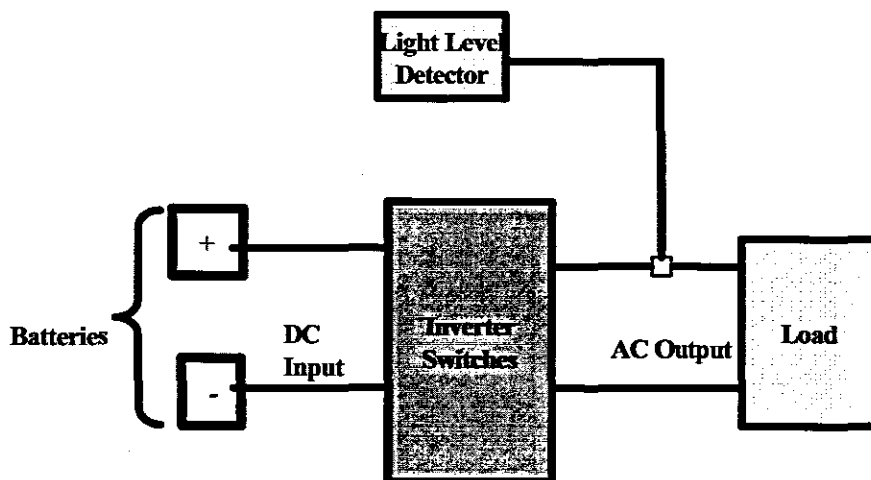 Light Level
Detector
+
Batteries
DC
Input
-
Inverter
Switches
AC Output
Load